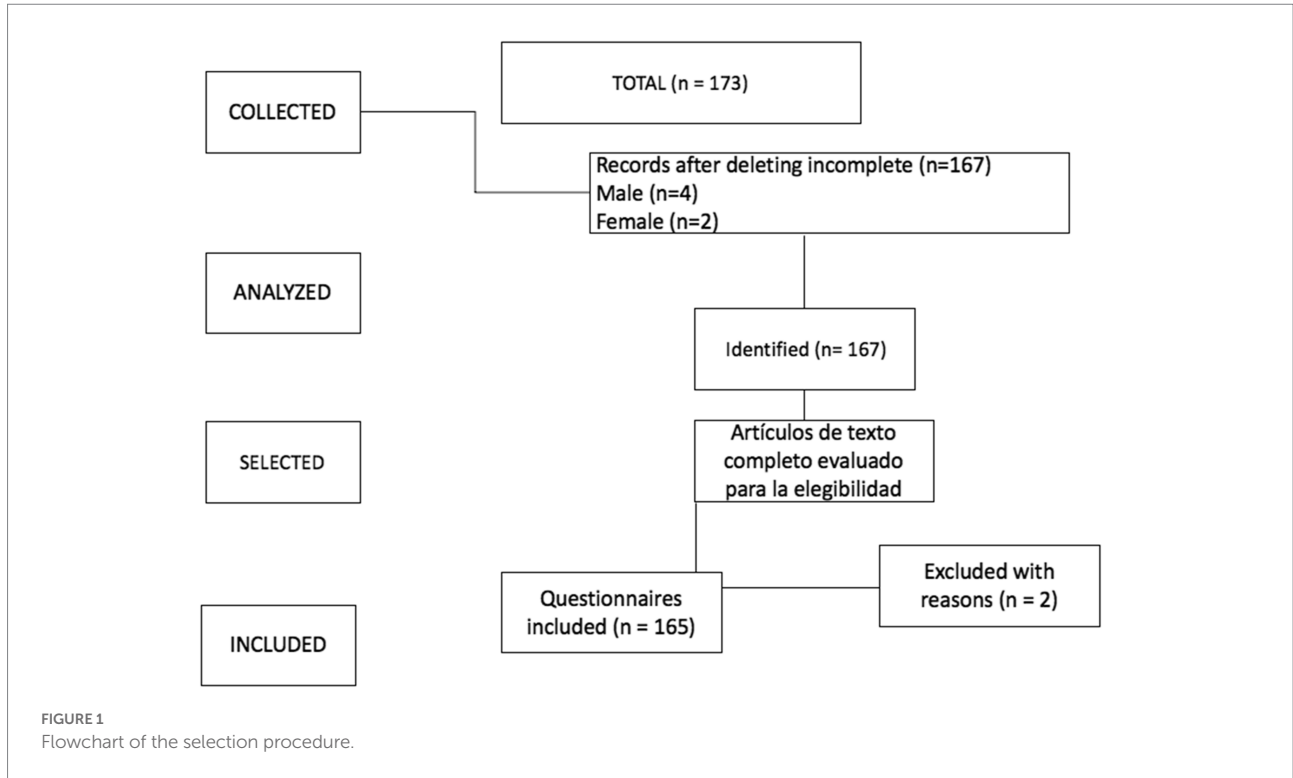 TOTAL (n = 173)
COLLECTED
Records after deleting incomplete (n=167)
Male (n=4)
Female (n=2)
ANALYZED
Identified (n= 167)
SELECTED
Artículos de texto
completo evaluado
para la elegibilidad
Questionnaires
included (n = 165)
Excluded with
reasons (n = 2)
INCLUDED
FIGURE 1
Flowchart of the selection procedure.